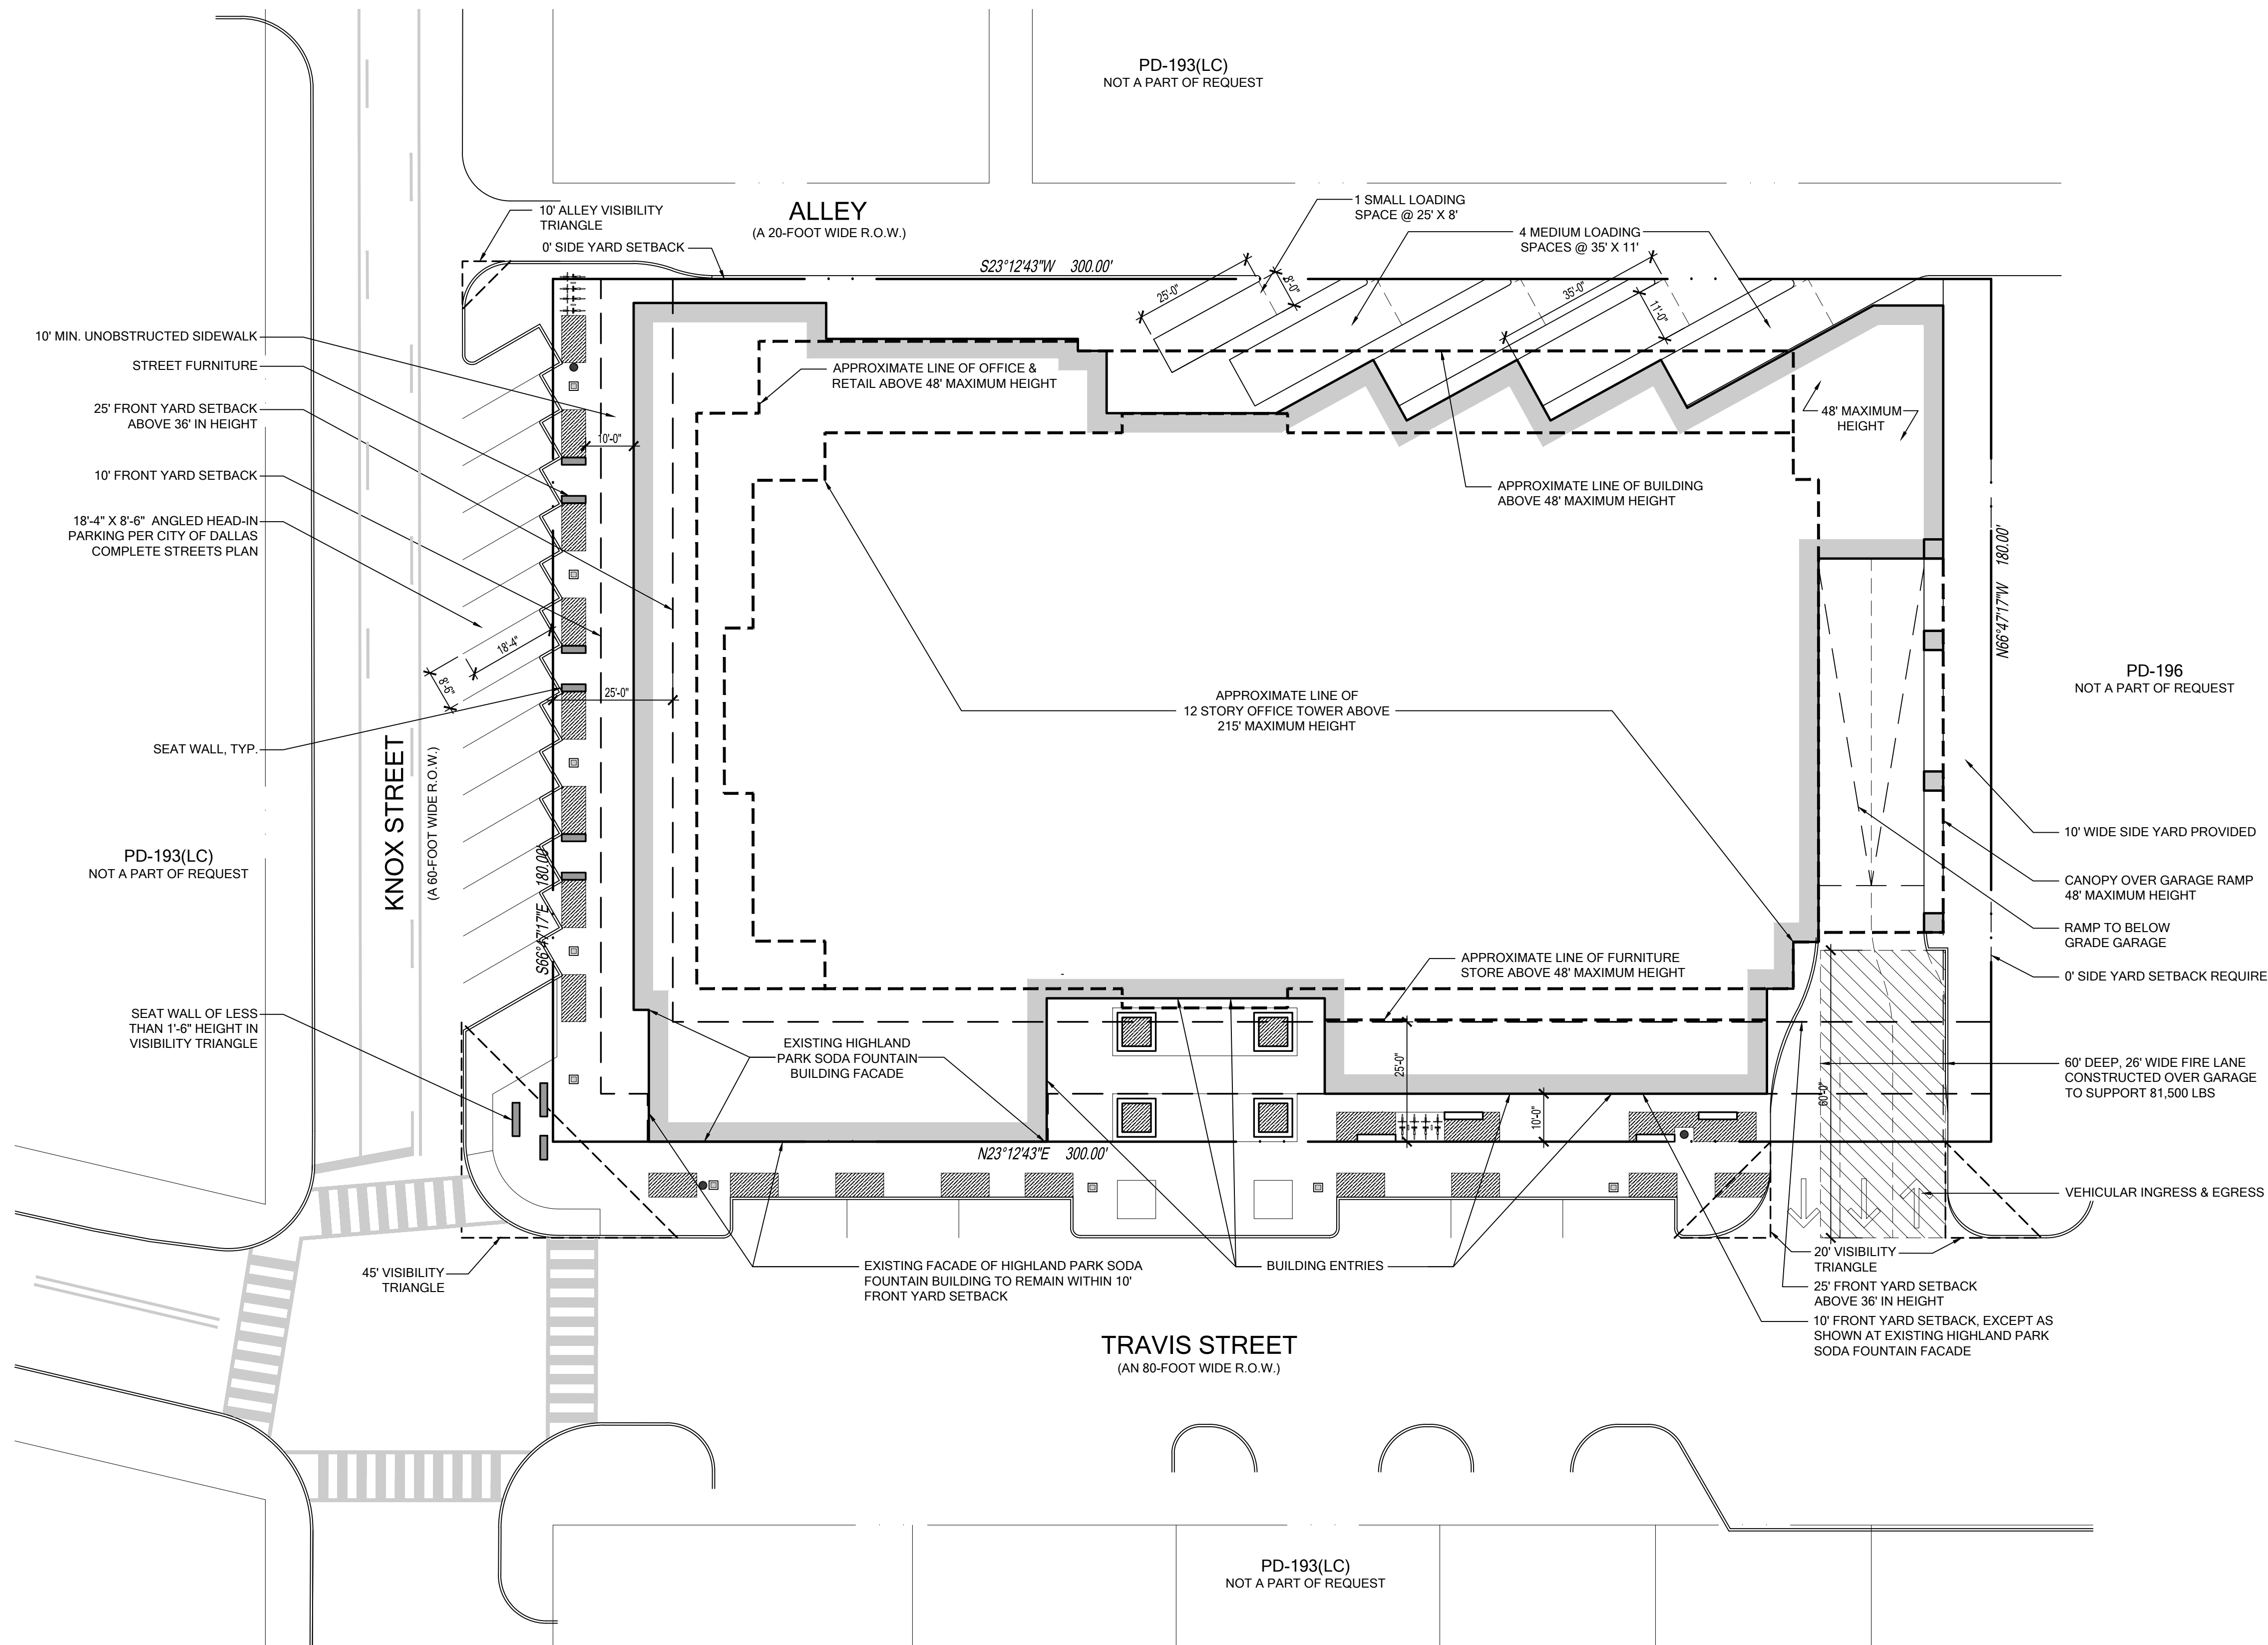 PD-193(LC)
NOT A PART OF REQUEST
10' ALLEY VISIBILITY
TRIANGLE
0' SIDE YARD SETBACK
ALLEY
(A 20-FOOT WIDE R.O.W.)
1 SMALL LOADING
SPACE @ 25' X 8'
4 MEDIUM LOADING
SPACES @ 35' X 11'
S23°12'43"W 300.00'
25'-0"
8'-0"
35'-0"
11'-0"
10' MIN. UNOBSTRUCTED SIDEWALK
STREET FURNITURE
25' FRONT YARD SETBACK
ABOVE 36' IN HEIGHT
10' FRONT YARD SETBACK
18'-4" X 8'-6" ANGLED HEAD-IN
PARKING PER CITY OF DALLAS
COMPLETE STREETS PLAN
SEAT WALL, TYP.
PD-193(LC)
NOT A PART OF REQUEST
SEAT WALL OF LESS
THAN 1'-6" HEIGHT IN
VISIBILITY TRIANGLE
KNOX STREET
(A 60-FOOT WIDE R.O.W.)
10'-0"
18'-4"
8'-6"
25'-0"
S66°47'17"E 180.00'
APPROXIMATE LINE OF OFFICE &
RETAIL ABOVE 48' MAXIMUM HEIGHT
48' MAXIMUM
HEIGHT
APPROXIMATE LINE OF BUILDING
ABOVE 48' MAXIMUM HEIGHT
APPROXIMATE LINE OF
12 STORY OFFICE TOWER ABOVE
215' MAXIMUM HEIGHT
APPROXIMATE LINE OF FURNITURE
STORE ABOVE 48' MAXIMUM HEIGHT
EXISTING HIGHLAND
PARK SODA FOUNTAIN
BUILDING FACADE
25'-0"
10'-0"
60'-0"
N66°47'17"W 180.00'
PD-196
NOT A PART OF REQUEST
10' WIDE SIDE YARD PROVIDED
CANOPY OVER GARAGE RAMP
48' MAXIMUM HEIGHT
RAMP TO BELOW
GRADE GARAGE
0' SIDE YARD SETBACK REQUIRE
60' DEEP, 26' WIDE FIRE LANE
CONSTRUCTED OVER GARAGE
TO SUPPORT 81,500 LBS
VEHICULAR INGRESS & EGRESS
N23°12'43"E 300.00'
45' VISIBILITY
TRIANGLE
EXISTING FACADE OF HIGHLAND PARK SODA
FOUNTAIN BUILDING TO REMAIN WITHIN 10'
FRONT YARD SETBACK
BUILDING ENTRIES
20' VISIBILITY
TRIANGLE
25' FRONT YARD SETBACK
ABOVE 36' IN HEIGHT
10' FRONT YARD SETBACK, EXCEPT AS
SHOWN AT EXISTING HIGHLAND PARK
SODA FOUNTAIN FACADE
TRAVIS STREET
(AN 80-FOOT WIDE R.O.W.)
PD-193(LC)
NOT A PART OF REQUEST